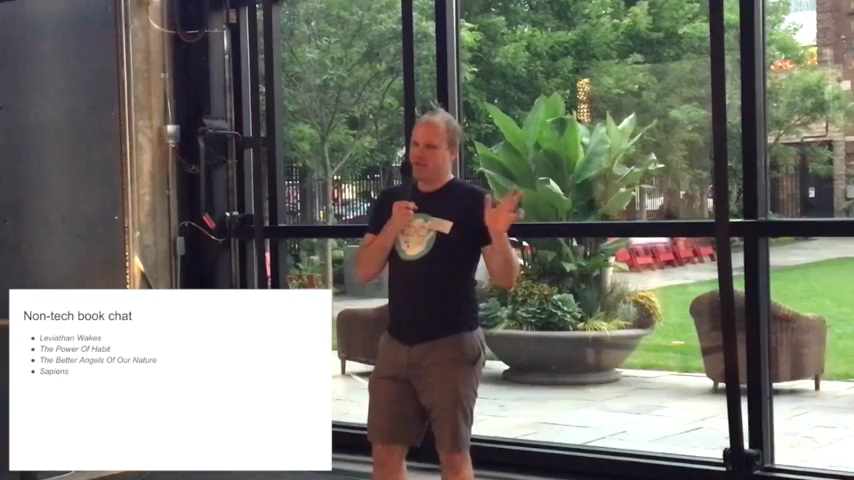 Non-tech book chat
Leviathan Wakes
The Power Of Habit
The Better Angels Of Our Nature
Sapiens